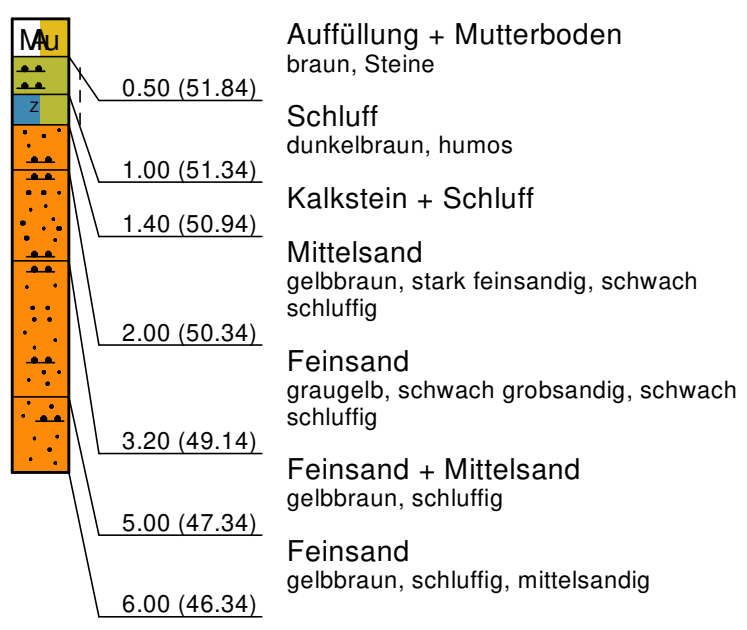 Mu
A
Auffüllung + Mutterboden
braun, Steine
0.50 (51.84)
z
Schluff
dunkelbraun, humos
1.00 (51.34)
Kalkstein + Schluff
1.40 (50.94)
Mittelsand
gelbbraun, stark feinsandig, schwach
schluffig
2.00 (50.34)
Feinsand
graugelb, schwach grobsandig, schwach
schluffig
3.20 (49.14)
Feinsand + Mittelsand
gelbbraun, schluffig
5.00 (47.34)
Feinsand
gelbbraun, schluffig, mittelsandig
6.00 (46.34)